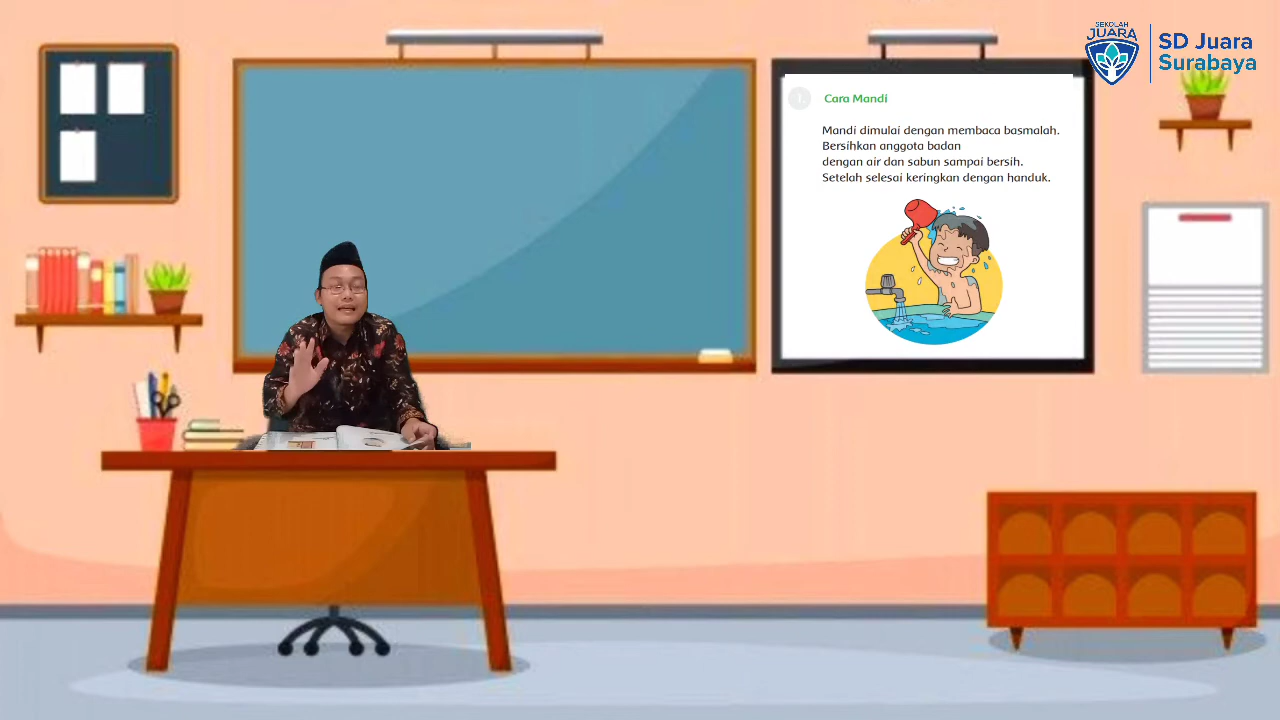 SEKOLAH
JUARA
SD Juara
Surabaya
1.
Cara Mandi
Mandi dimulai dengan membaca basmalah.
Bersihkan anggota badan
dengan air dan sabun sampai bersih.
Setelah selesai keringkan dengan handuk.